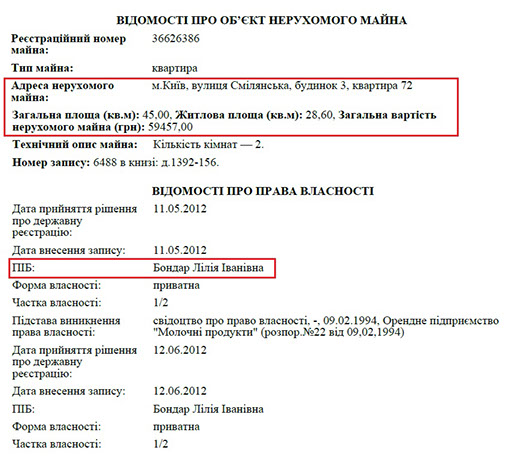 ВІДОМОСТІ ПРО ОБ’ЄКТ НЕРУХОМОГО МАЙНА
Реєстраційний номер майна: 36626386
Тип майна: квартира
Адреса нерухомого майна: м.Київ, вулиця Смілянська, будинок 3, квартира 72
Загальна площа (кв.м): 45,00, Житлова площа (кв.м): 28,60, Загальна вартість
нерухомого майна (грн): 59457,00
Технічний опис майна: Кількість кімнат — 2.
Номер запису: 6488 в книзі: д.1392-156.
ВІДОМОСТІ ПРО ПРАВА ВЛАСНОСТІ
Дата прийняття рішення про державну реєстрацію: 11.05.2012
Дата внесення запису: 11.05.2012
ПІБ: Бондар Лілія Іванівна
Форма власності: приватна
Частка власності: 1/2
Підстава виникнення права власності: свідоцтво про право власності, -, 09.02.1994, Орендне підприємство "Молочні продукти" (розпор.№22 від 09,02,1994)
Дата прийняття рішення про державну реєстрацію: 12.06.2012
Дата внесення запису: 12.06.2012
ПІБ: Бондар Лілія Іванівна
Форма власності: приватна
Частка власності: 1/2